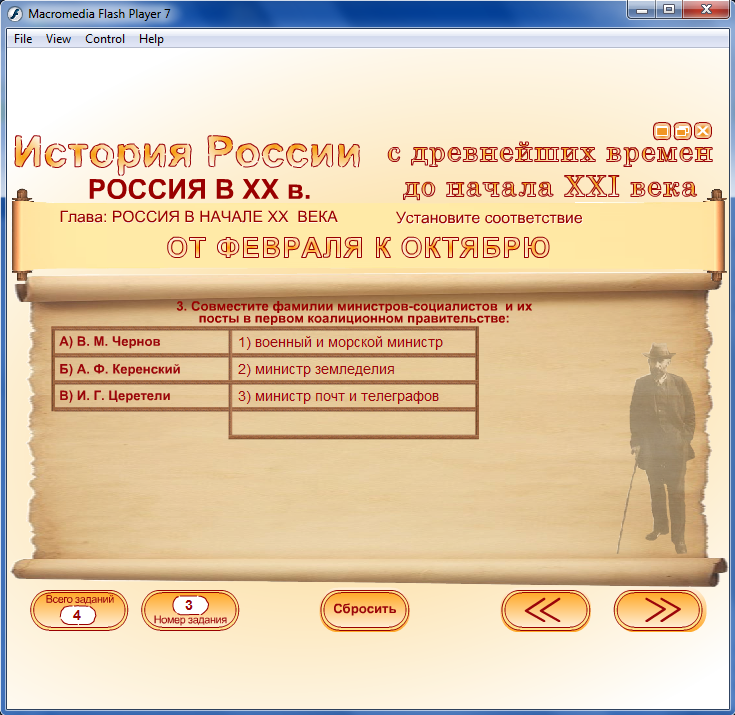 Macromedia Flash Player 7
File View Control Help
История России
с древнейших времен
РОССИЯ В XX в.
до начала XXI века
Глава: РОССИЯ В НАЧАЛЕ XX ВЕКА
Установите соответствие
ОТ ФЕВРАЛЯ К ОКТЯБРЮ
3. Совместите фамилии министров-социалистов и их
посты в первом коалиционном правительстве:
А) В. М. Чернов
1) военный и морской министр
Б) А. Ф. Керенский
2) министр земледелия
В) И. Г. Церетели
3) министр почт и телеграфов
Всего заданий
4
3
Номер задания
Сбросить